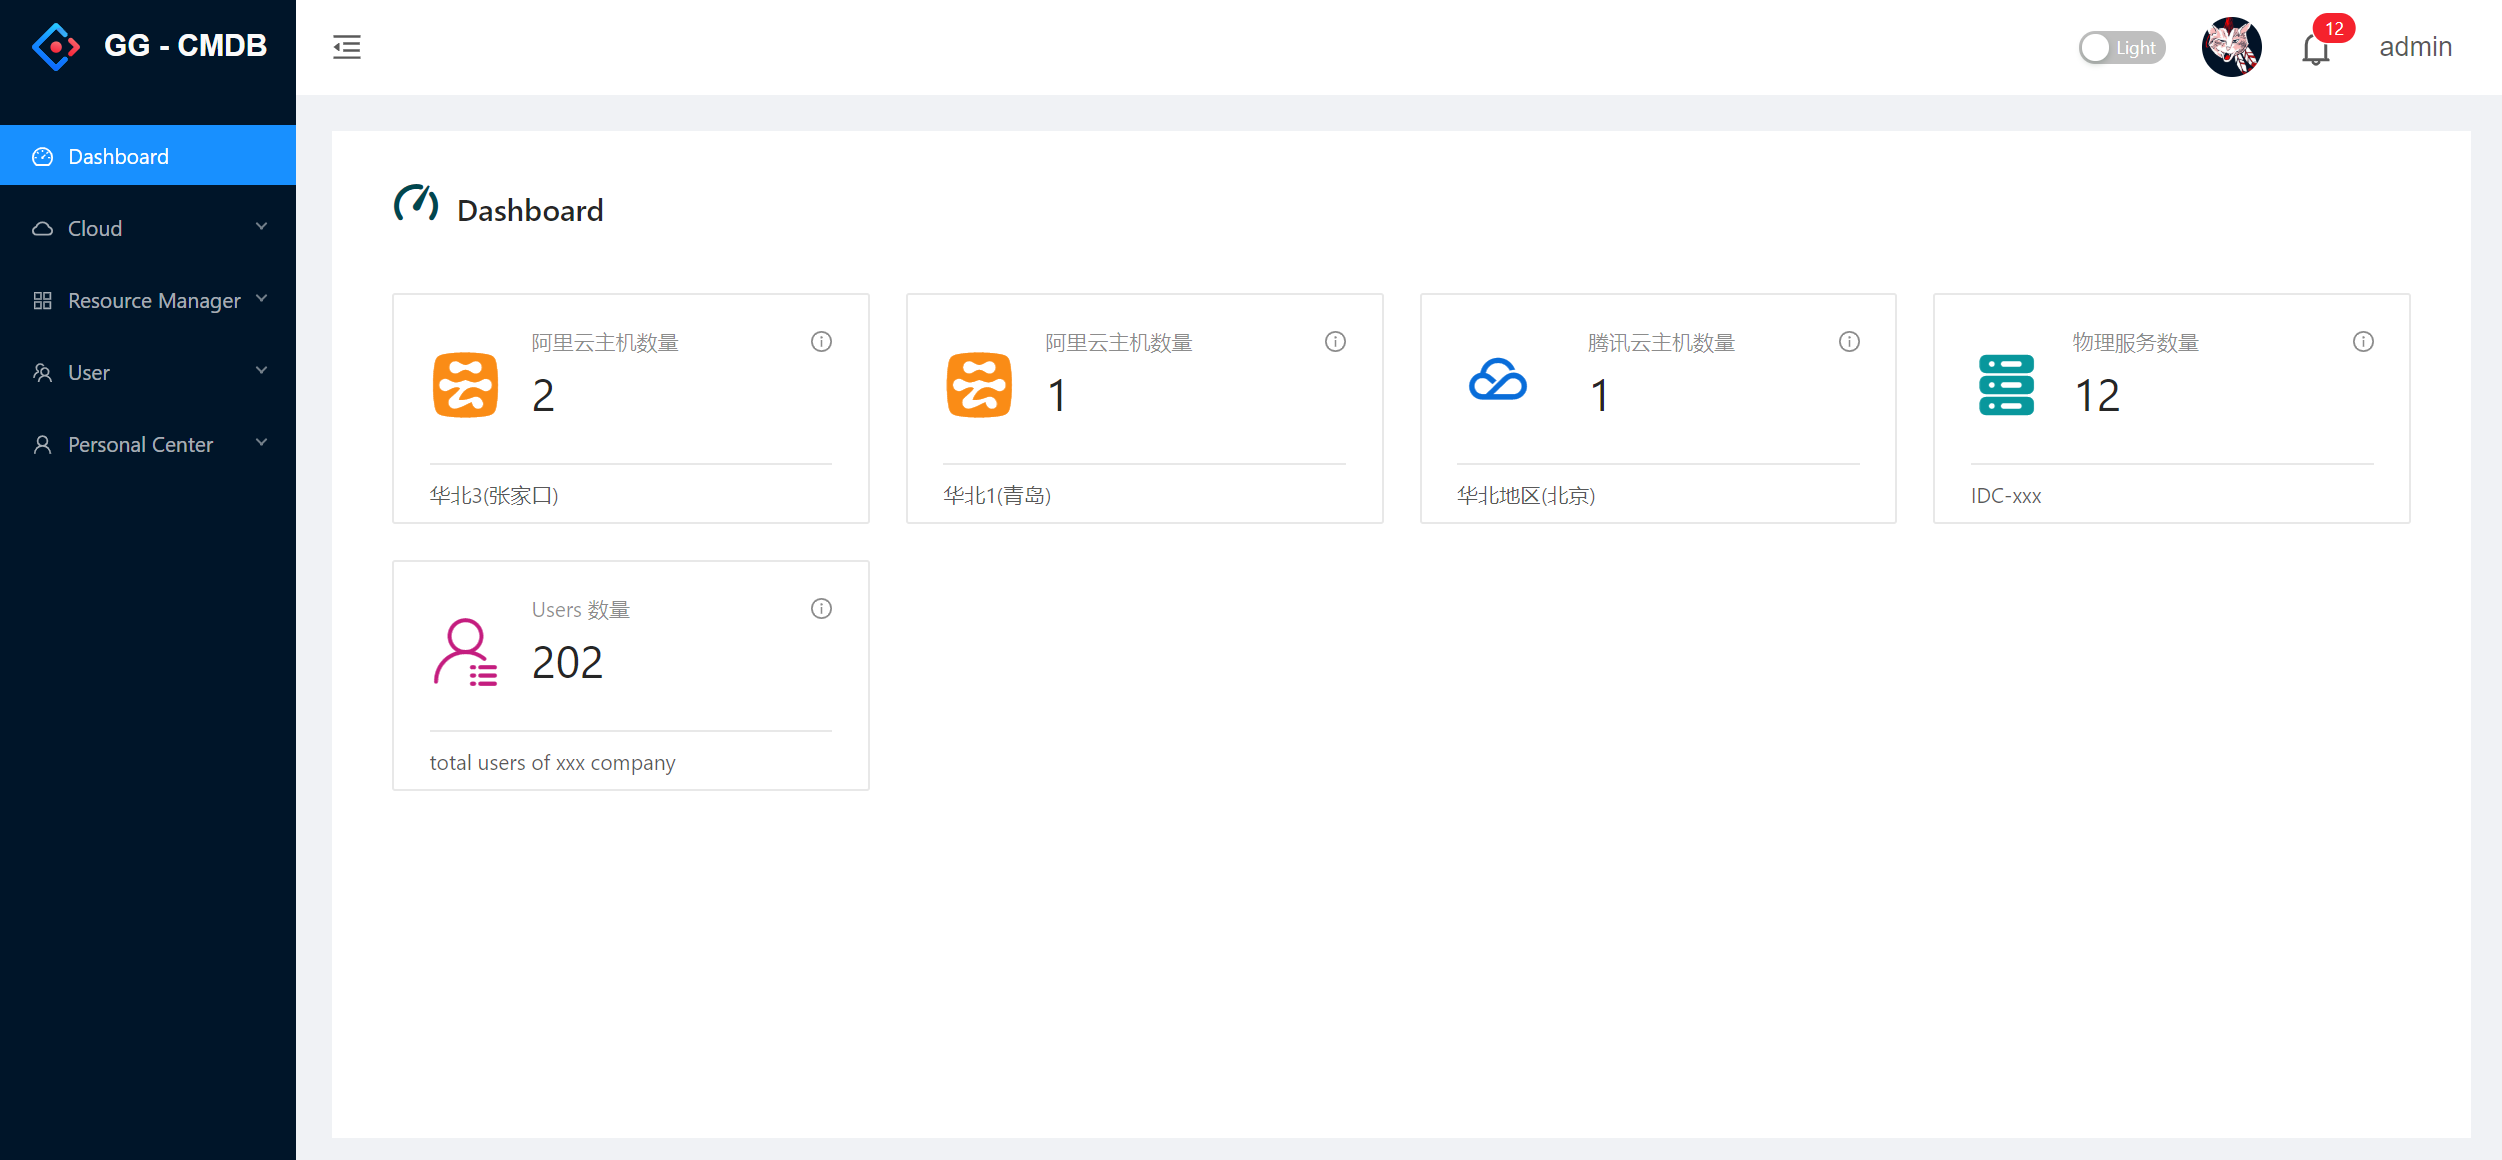 GG - CMDB
Light
12
admin
Dashboard
Cloud
Resource Manager
User
Personal Center
Dashboard
阿里云主机数量
2
华北3(张家口)
阿里云主机数量
1
华北1(青岛)
腾讯云主机数量
1
华北地区(北京)
物理服务数量
12
IDC-xxx
Users 数量
202
total users of xxx company